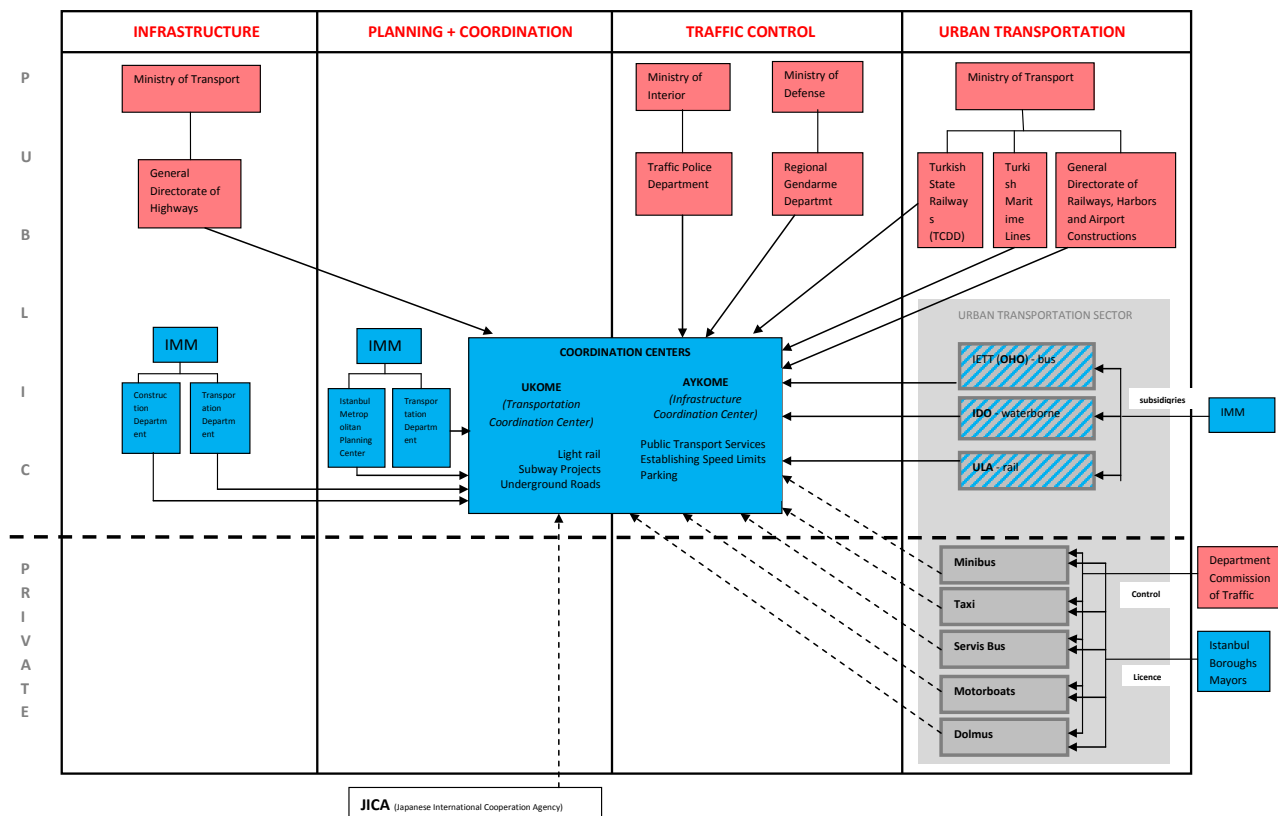 INFRASTRUCTURE
PLANNING + COORDINATION
TRAFFIC CONTROL
URBAN TRANSPORTATION
P
U
B
L
I
C
P
R
I
V
A
T
E
Ministry of Transport
General
Directorate of
Highways
Ministry of
Interior
Traffic Police
Department
Ministry of
Defense
Regional
Gendarme
Departmt
Ministry of Transport
Turkish
State
Railway
s
(TCDD)
Turki
sh
Marit
ime
Lines
General
Directorate of
Railways, Harbors
and Airport
Constructions
IMM
Construc
tion
Departm
ent
Transpor
ation
Departm
ent
IMM
Istanbul
Metrop
olitan
Planning
Center
Transpor
tation
Departm
ent
COORDINATION CENTERS
UKOME
(Transportation
Coordination Center)
Light rail
Subway Projects
Underground Roads
AYKOME
(Infrastructure
Coordination Center)
Public Transport Services
Establishing Speed Limits
Parking
URBAN TRANSPORTATION SECTOR
IETT (OHO) - bus
IDO - waterborne
ULA - rail
subsidiaries
IMM
Minibus
Taxi
Servis Bus
Motorboats
Dolmus
Control
Licence
Department
Commission
of Traffic
Istanbul
Boroughs
Mayors
JICA (Japanese International Cooperation Agency)